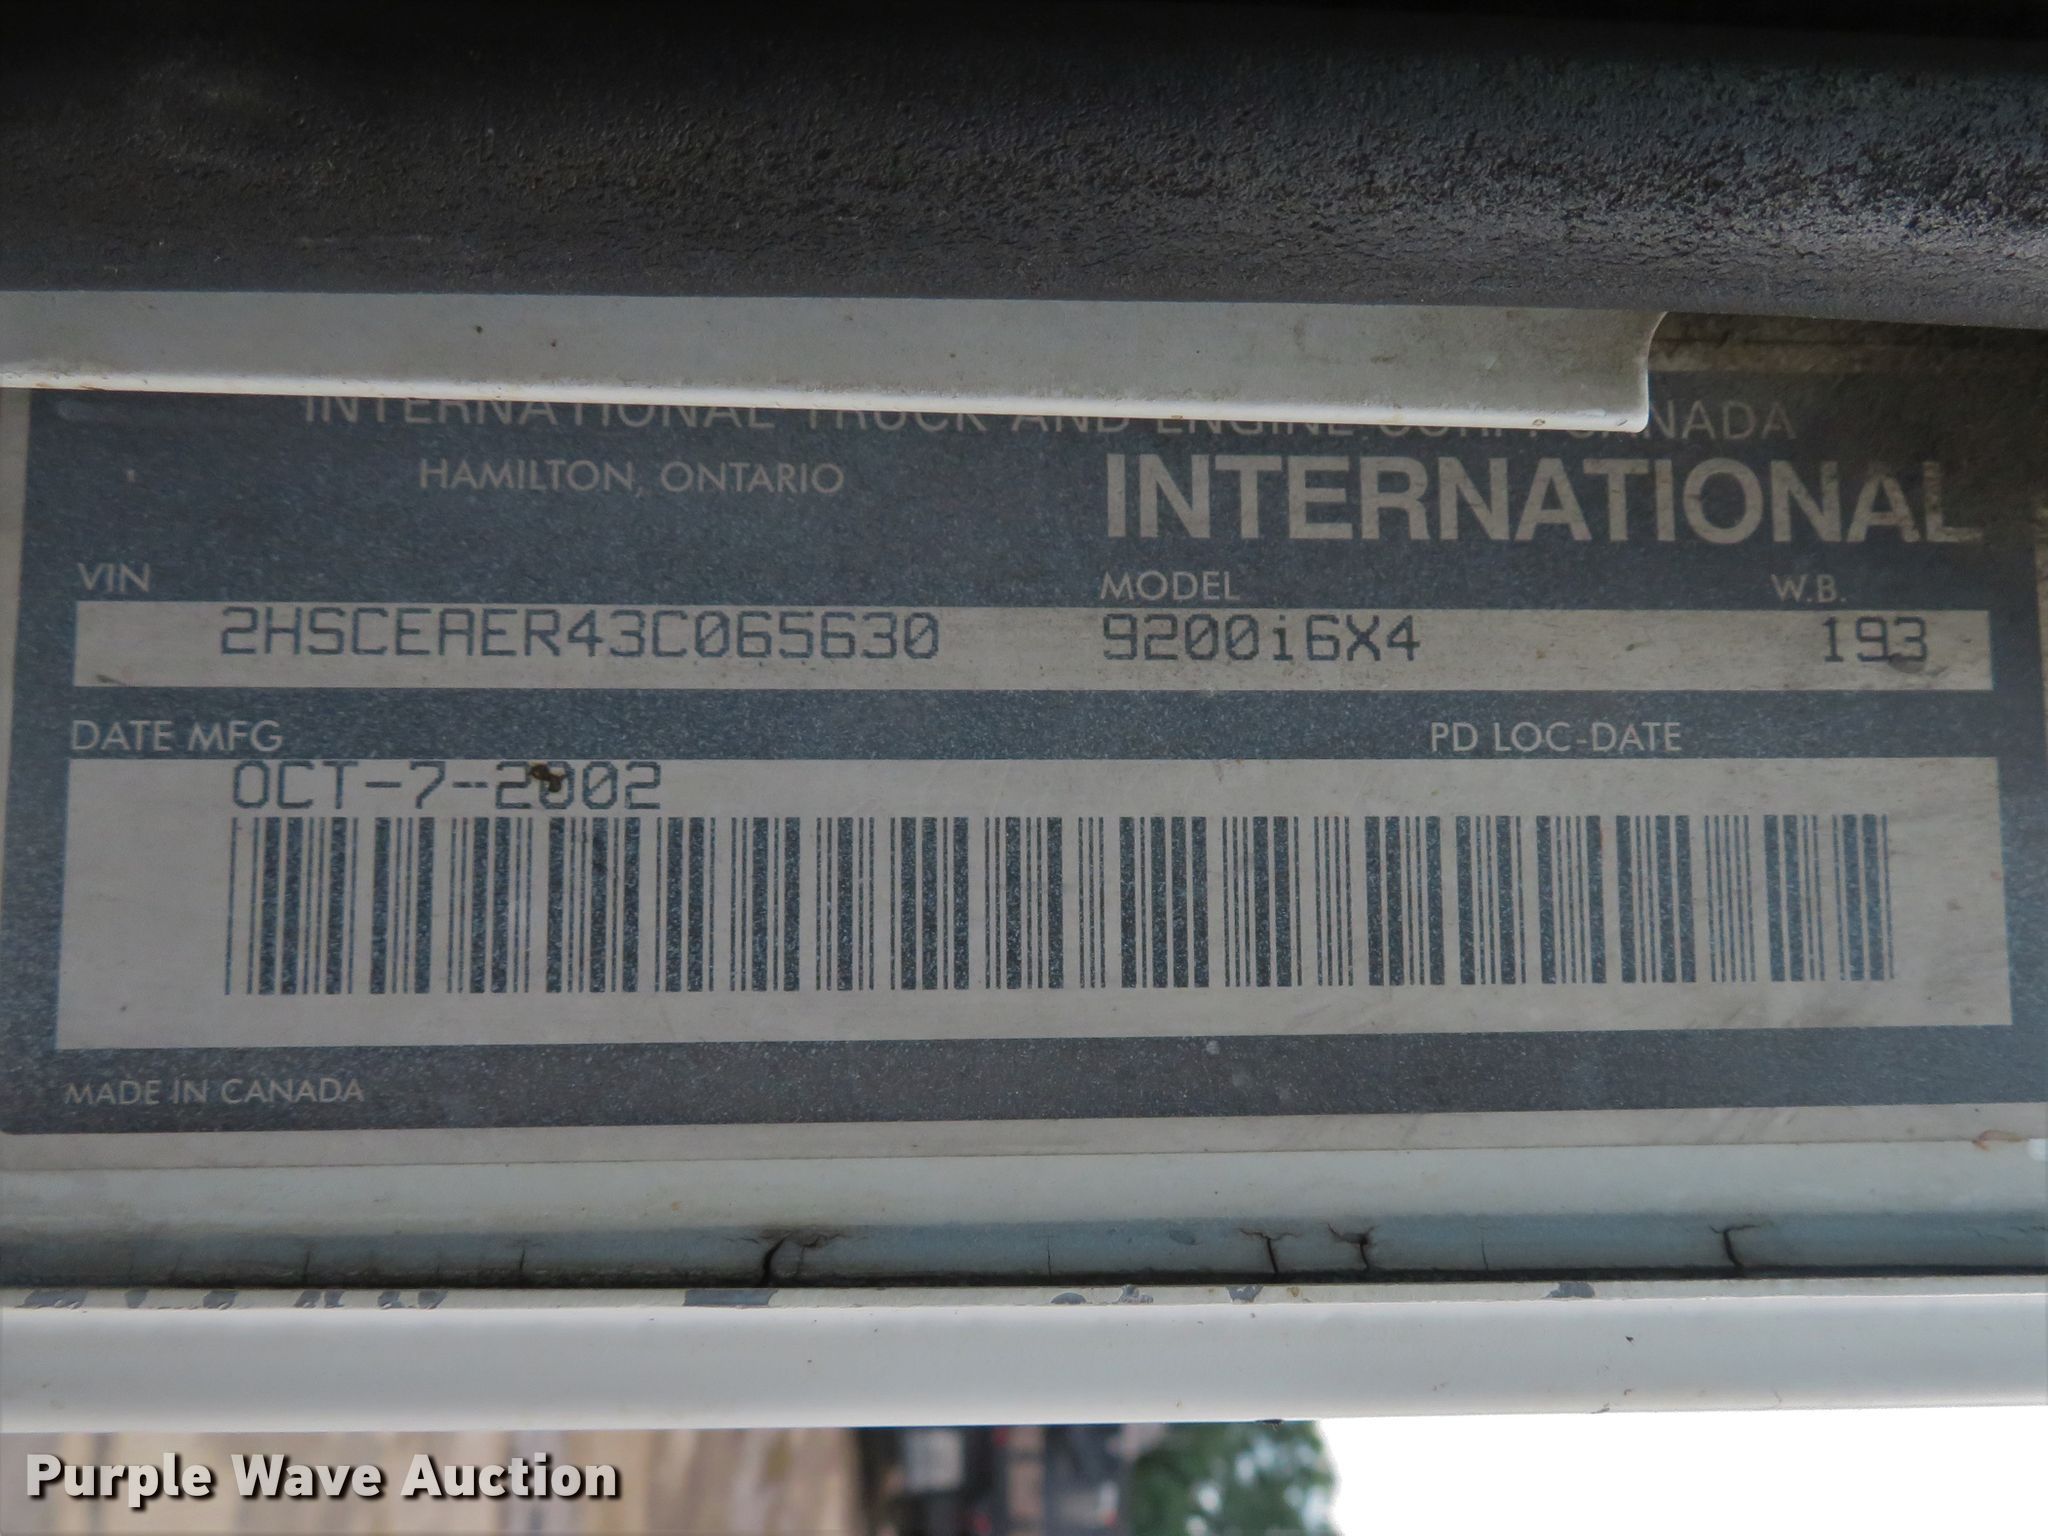 INTERNATIONAL TRUCK AND ENGINE CORP. CANADA
HAMILTON, ONTARIO
INTERNATIONAL
VIN MODEL W.B.
2HSCEAER43C065630 9200i6X4 193
DATE MFG PD LOC-DATE
OCT-7-2002
MADE IN CANADA
Purple Wave Auction